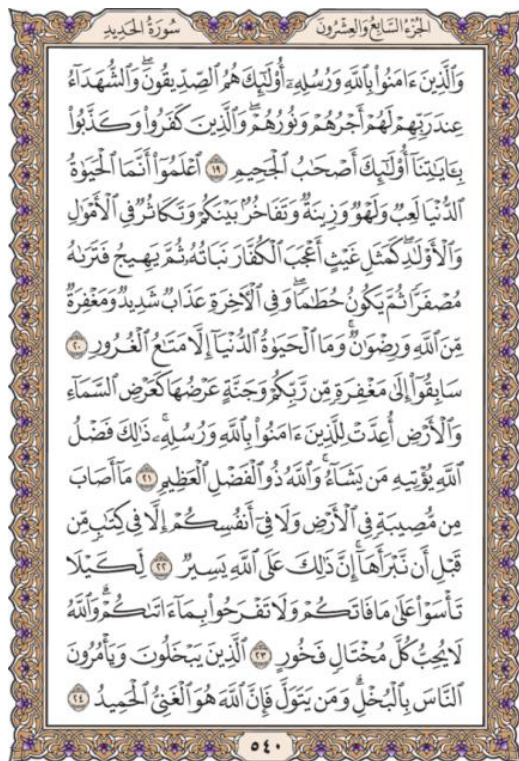 سُورَةُ الحَدِيدِ
الجُزْءُ السَّابِعُ وَالعِشْرُونَ
وَالَّذِينَ ءَامَنُوا۟ بِٱللَّهِ وَرُسُلِهِۦٓ أُو۟لَـٰٓئِكَ هُمُ ٱلصِّدِّيقُونَ ۖ وَٱلشُّهَدَآءُ
عِندَ رَبِّهِمْ لَهُمْ أَجْرُهُمْ وَنُورُهُمْ ۖ وَٱلَّذِينَ كَفَرُوا۟ وَكَذَّبُوا۟
بِـَٔايَـٰتِنَآ أُو۟لَـٰٓئِكَ أَصْحَـٰبُ ٱلْجَحِيمِ ١٩ ٱعْلَمُوٓا۟ أَنَّمَا ٱلْحَيَوٰةُ
ٱلدُّنْيَا لَعِبٌ وَلَهْوٌ وَزِينَةٌ وَتَفَاخُرٌۢ بَيْنَكُمْ وَتَكَاثُرٌ فِى ٱلْأَمْوَٰلِ
وَٱلْأَوْلَـٰدِ ۖ كَمَثَلِ غَيْثٍ أَعْجَبَ ٱلْكُفَّارَ نَبَاتُهُۥ ثُمَّ يَهِيجُ فَتَرَىٰهُ
مُصْفَرًّا ثُمَّ يَكُونُ حُطَـٰمًا ۖ وَفِى ٱلْـَٔاخِرَةِ عَذَابٌ شَدِيدٌ وَمَغْفِرَةٌ
مِّنَ ٱللَّهِ وَرِضْوَٰنٌ ۚ وَمَا ٱلْحَيَوٰةُ ٱلدُّنْيَآ إِلَّا مَتَـٰعُ ٱلْغُرُورِ ٢٠
سَابِقُوٓا۟ إِلَىٰ مَغْفِرَةٍ مِّن رَّبِّكُمْ وَجَنَّةٍ عَرْضُهَا كَعَرْضِ ٱلسَّمَآءِ
وَٱلْأَرْضِ أُعِدَّتْ لِلَّذِينَ ءَامَنُوا۟ بِٱللَّهِ وَرُسُلِهِۦ ۚ ذَٰلِكَ فَضْلُ
ٱللَّهِ يُؤْتِيهِ مَن يَشَآءُ ۚ وَٱللَّهُ ذُو ٱلْفَضْلِ ٱلْعَظِيمِ ٢١ مَآ أَصَابَ
مِن مُّصِيبَةٍ فِى ٱلْأَرْضِ وَلَا فِىٓ أَنفُسِكُمْ إِلَّا فِى كِتَـٰبٍ مِّن
قَبْلِ أَن نَّبْرَأَهَآ ۚ إِنَّ ذَٰلِكَ عَلَى ٱللَّهِ يَسِيرٌ ٢٢ لِّكَيْلَا
تَأْسَوْا۟ عَلَىٰ مَا فَاتَكُمْ وَلَا تَفْرَحُوا۟ بِمَآ ءَاتَىٰكُمْ ۗ وَٱللَّهُ
لَا يُحِبُّ كُلَّ مُخْتَالٍ فَخُورٍ ٢٣ ٱلَّذِينَ يَبْخَلُونَ وَيَأْمُرُونَ
ٱلنَّاسَ بِٱلْبُخْلِ ۗ وَمَن يَتَوَلَّ فَإِنَّ ٱللَّهَ هُوَ ٱلْغَنِىُّ ٱلْحَمِيدُ ٢٤
٥٤٠